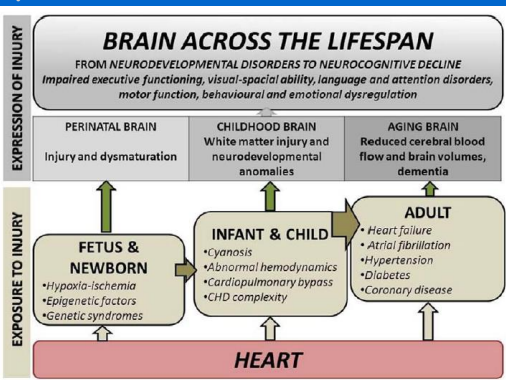 BRAIN ACROSS THE LIFESPAN
FROM NEURODEVELOPMENTAL DISORDERS TO NEUROCOGNITIVE DECLINE
Impaired executive functioning, visual-spacial ability, language and attention disorders,
motor function, behavioural and emotional dysregulation
EXPRESSION OF INJURY
PERINATAL BRAIN
Injury and dysmaturation
CHILDHOOD BRAIN
White matter injury and
neurodevelopmental
anomalies
AGING BRAIN
Reduced cerebral blood
flow and brain volumes,
dementia
EXPOSURE TO INJURY
FETUS &
NEWBORN
•Hypoxia-ischemia
•Epigenetic factors
•Genetic syndromes
INFANT & CHILD
•Cyanosis
•Abnormal hemodynamics
•Cardiopulmonary bypass
•CHD complexity
ADULT
• Heart failure
• Atrial fibrillation
•Hypertension
•Diabetes
•Coronary disease
HEART